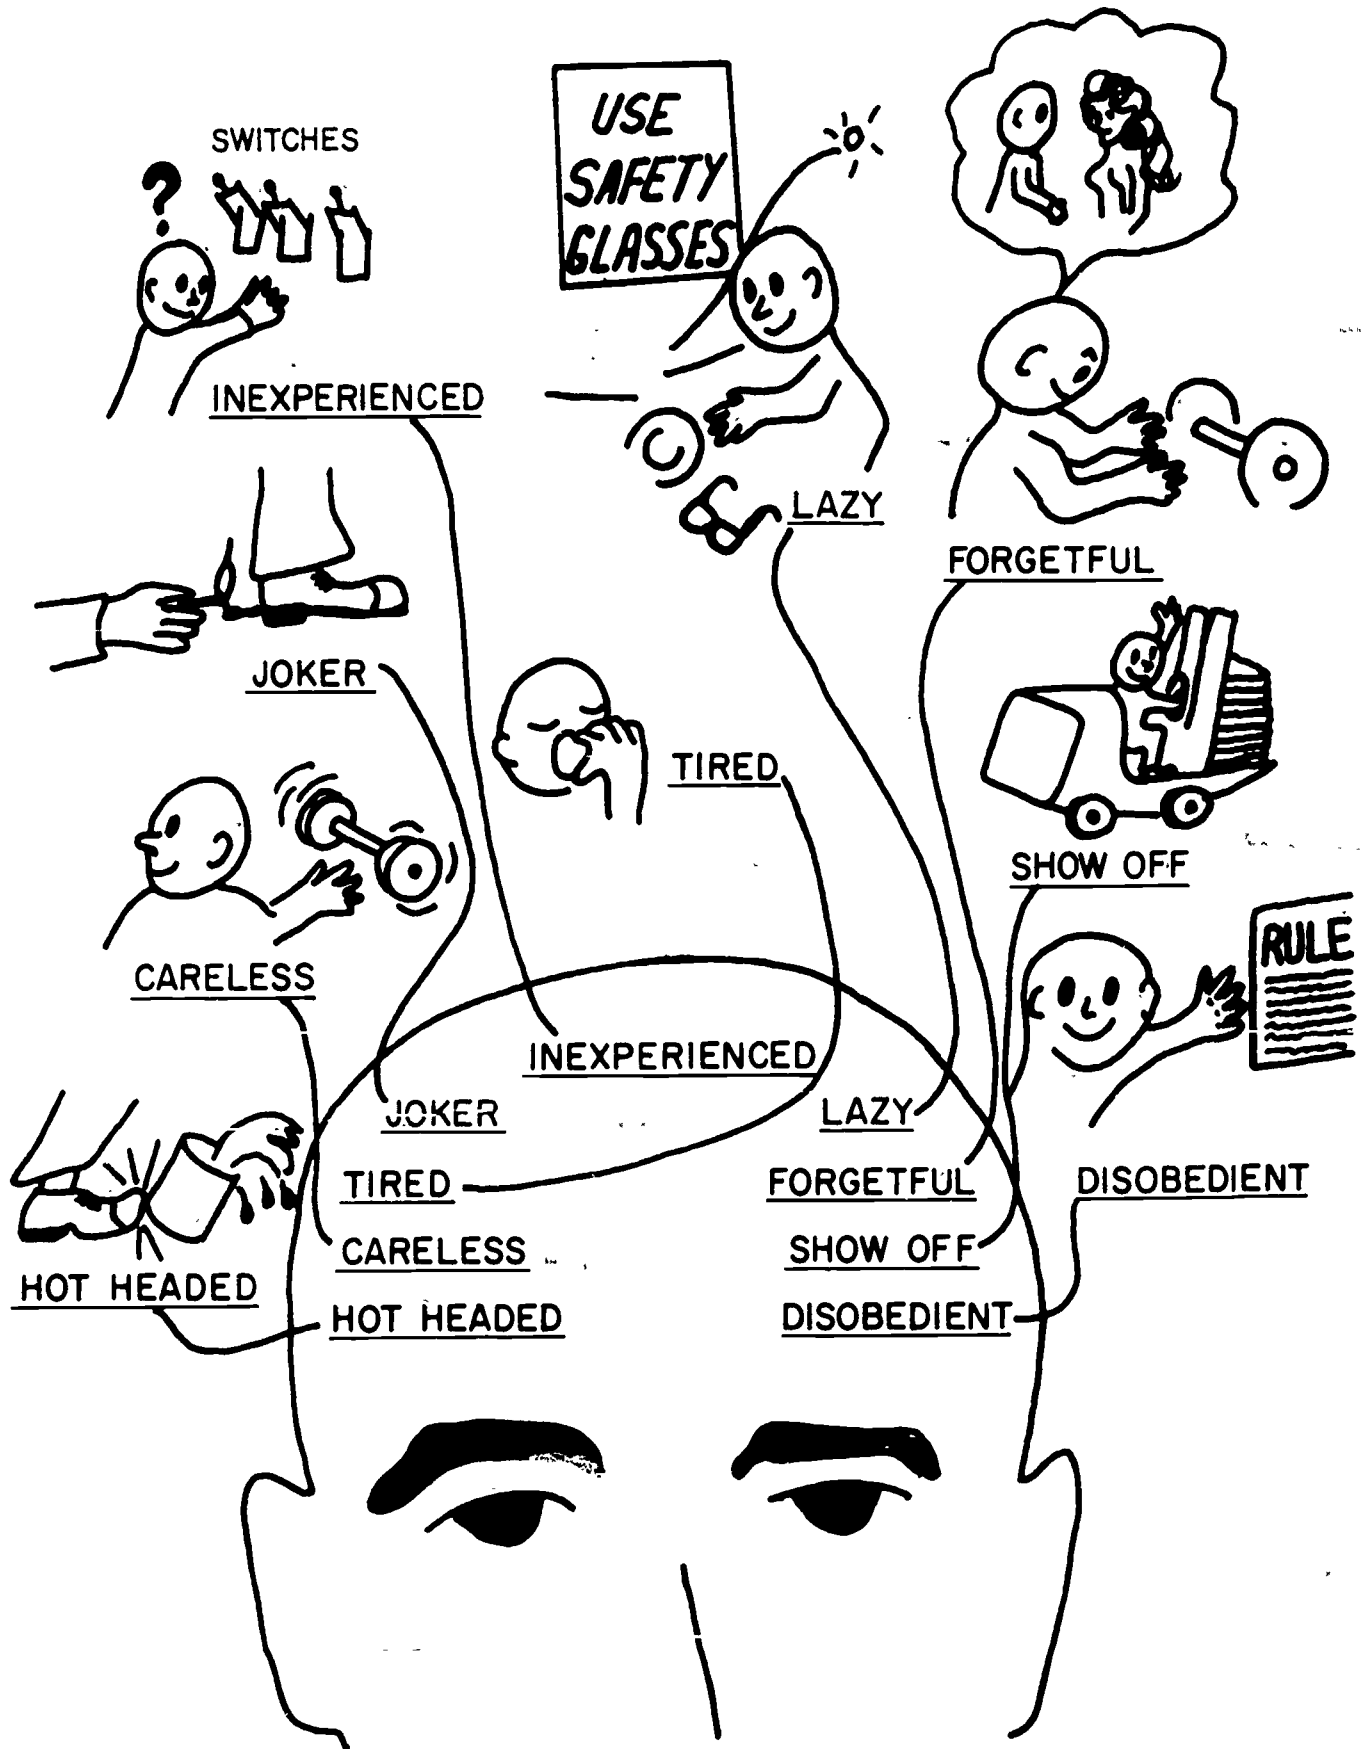 SWITCHES
?
USE
SAFETY
GLASSES
INEXPERIENCED
LAZY
FORGETFUL
JOKER
TIRED
SHOW OFF
CARELESS
RULE
INEXPERIENCED
JOKER
LAZY
TIRED
FORGETFUL
DISOBEDIENT
CARELESS
SHOW OFF
HOT HEADED
HOT HEADED
DISOBEDIENT